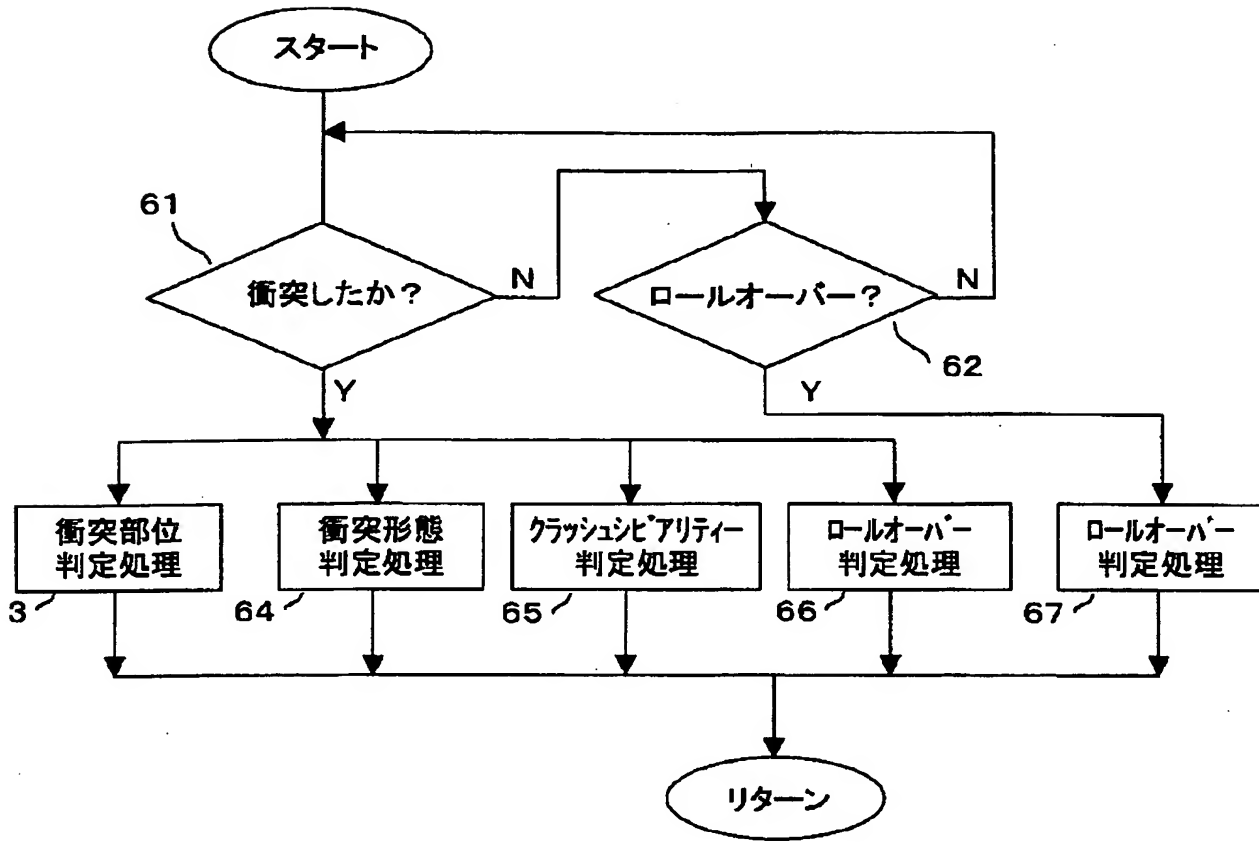 スタート
61
衝突したか？
N
ロールオーバー？
N
62
Y
Y
衝突部位
判定処理
3
衝突形態
判定処理
64
クラッシュシビアリティー
判定処理
65
ロールオーバー
判定処理
66
ロールオーバー
判定処理
67
リターン